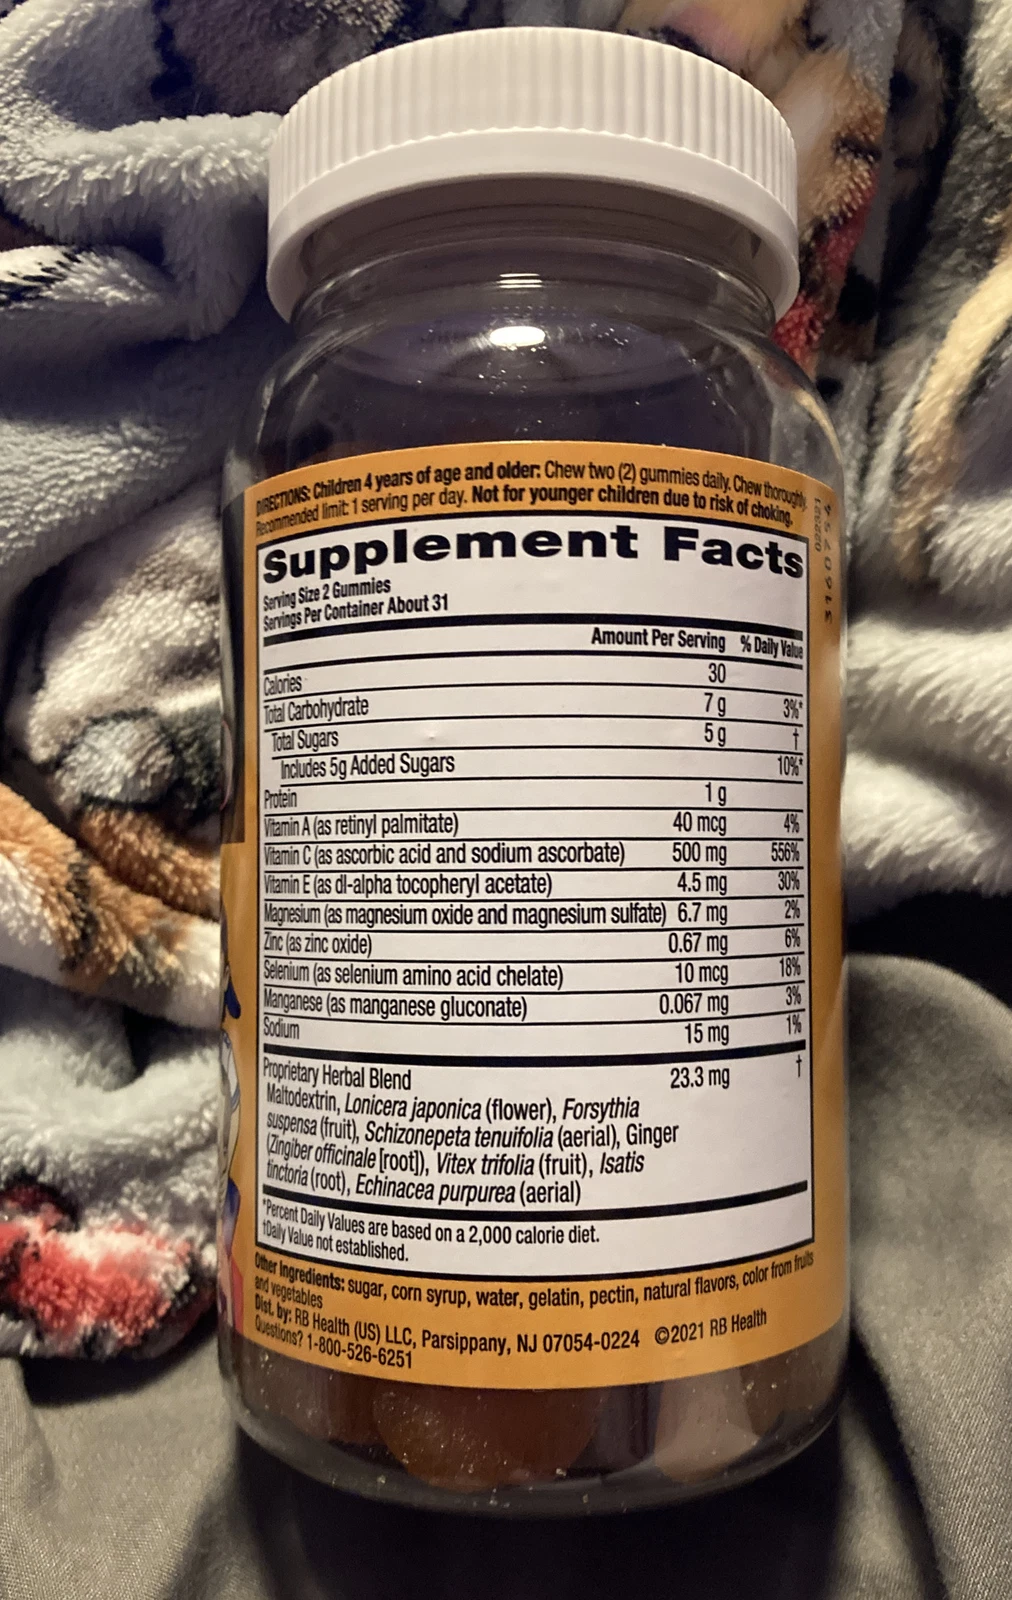 DIRECTIONS: Children 4 years of age and older: Chew two (2) gummies daily. Chew thoroughly.
Recommended limit: 1 serving per day. Not for younger children due to risk of choking.
Supplement Facts
Serving Size 2 Gummies
Servings Per Container About 31
Amount Per Serving % Daily Value
Calories 30
Total Carbohydrate 7 g 3%*
Total Sugars 5 g †
Includes 5g Added Sugars 10%*
Protein 1 g
Vitamin A (as retinyl palmitate) 40 mcg 4%
Vitamin C (as ascorbic acid and sodium ascorbate) 500 mg 556%
Vitamin E (as dl-alpha tocopheryl acetate) 4.5 mg 30%
Magnesium (as magnesium oxide and magnesium sulfate) 6.7 mg 2%
Zinc (as zinc oxide) 0.67 mg 6%
Selenium (as selenium amino acid chelate) 10 mcg 18%
Manganese (as manganese gluconate) 0.067 mg 3%
Sodium 15 mg 1%
Proprietary Herbal Blend 23.3 mg †
Maltodextrin, Lonicera japonica (flower), Forsythia
suspensa (fruit), Schizonepeta tenuifolia (aerial), Ginger
(Zingiber officinale [root]), Vitex trifolia (fruit), Isatis
tinctoria (root), Echinacea purpurea (aerial)
*Percent Daily Values are based on a 2,000 calorie diet.
†Daily Value not established.
Other Ingredients: sugar, corn syrup, water, gelatin, pectin, natural flavors, color from fruits
and vegetables
Dist. by: RB Health (US) LLC, Parsippany, NJ 07054-0224 ©2021 RB Health
Questions? 1-800-526-6251